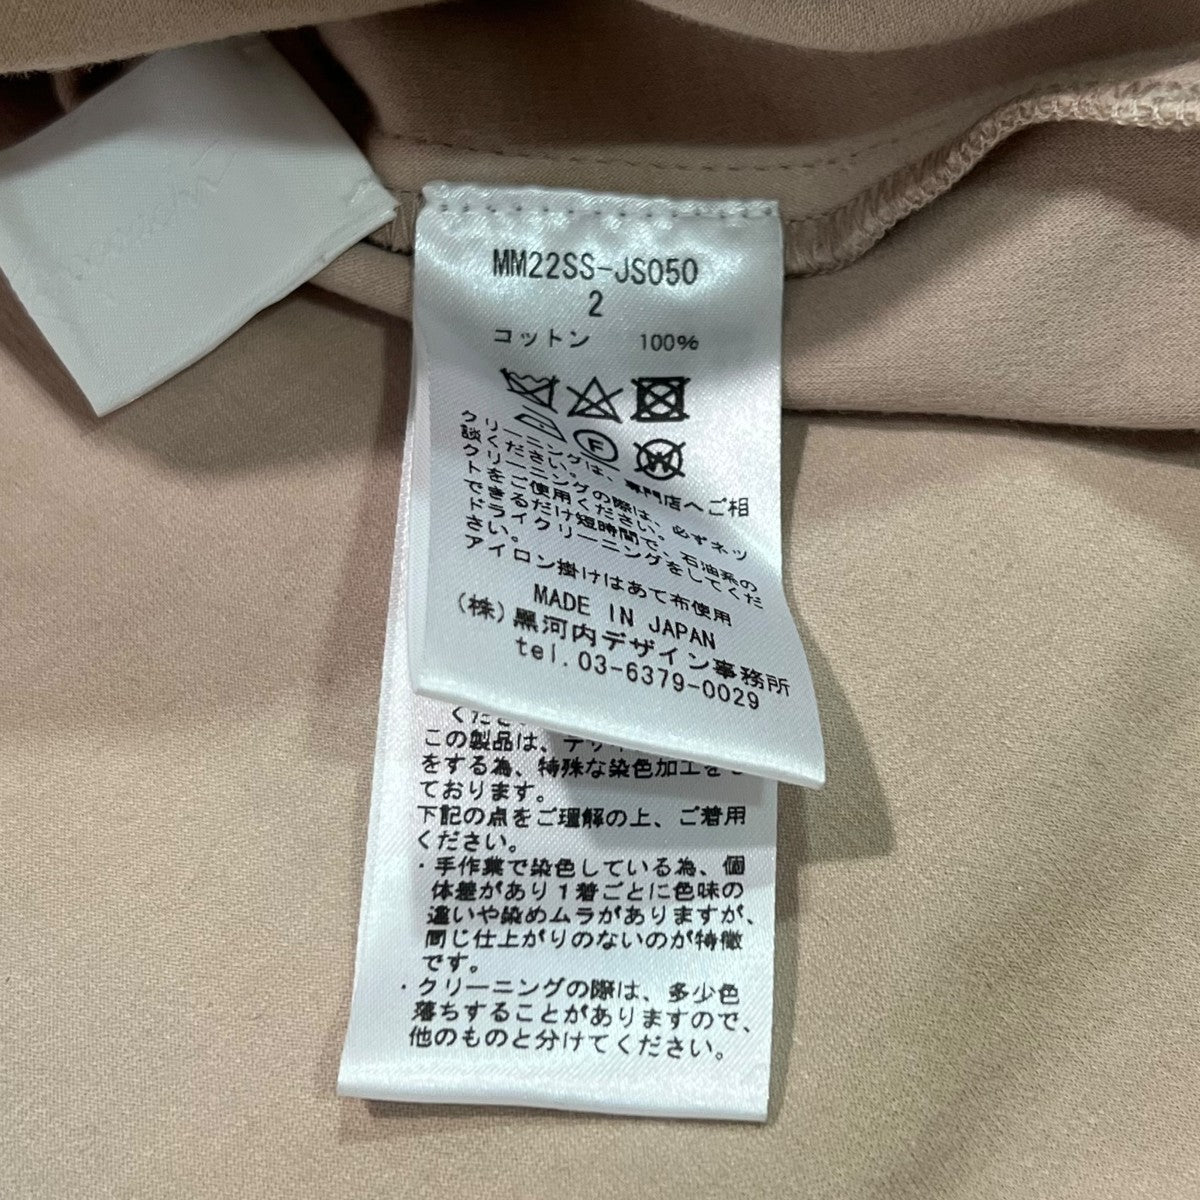 MM22SS-JS050
2
コットン 100%
F
W
クリーニングは、専門店へご相
談ください。
クリーニングの際は、必ずネッ
トをご使用ください。
できるだけ短時間で、石油系の
ドライクリーニングをしてくだ
さい。
アイロン掛けはあて布使用
MADE IN JAPAN
(株)黒河内デザイン事務所
tel.03-6379-0029
この製品は、
をする為、特殊な染色加工を
ております。
下記の点をご理解の上、ご着用
ください。
・手作業で染色している為、個
体差があり1着ごとに色味の
違いや染めムラがありますが、
同じ仕上がりのないのが特徴
です。
・クリーニングの際は、多少色
落ちすることがありますので、
他のものと分けてください。